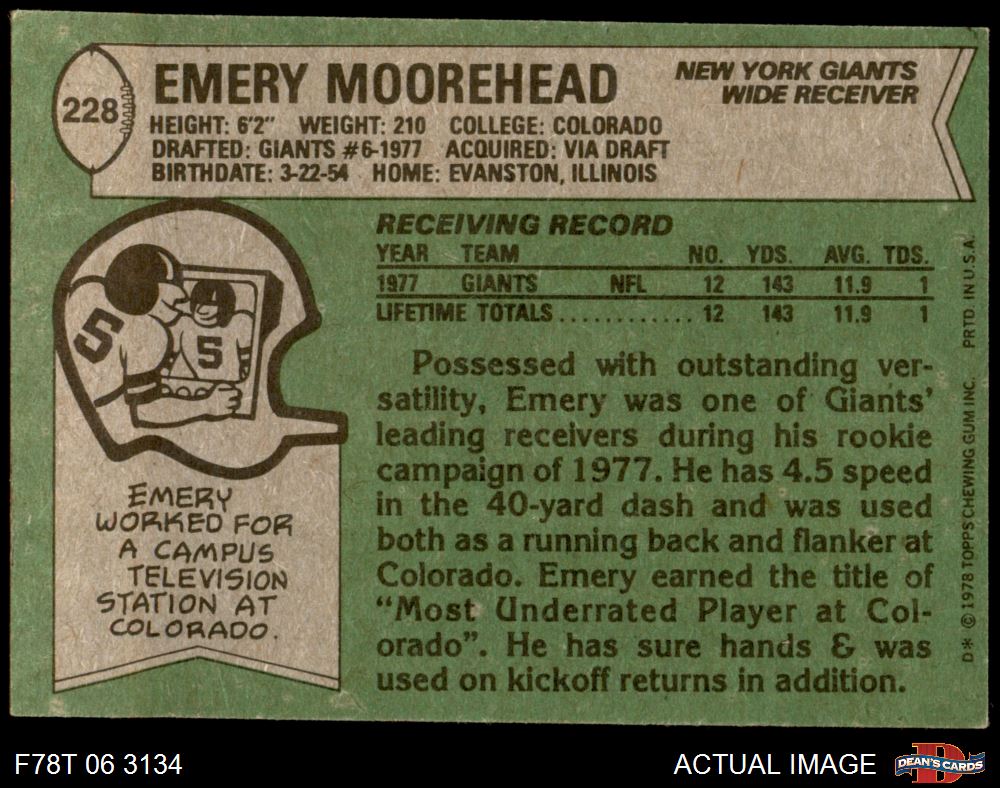 228
EMERY MOOREHEAD
NEW YORK GIANTS
WIDE RECEIVER
HEIGHT: 6'2" WEIGHT: 210 COLLEGE: COLORADO
DRAFTED: GIANTS #6-1977 ACQUIRED: VIA DRAFT
BIRTHDATE: 3-22-54 HOME: EVANSTON, ILLINOIS
RECEIVING RECORD
YEAR TEAM NO. YDS. AVG. TDS.
1977 GIANTS NFL 12 143 11.9 1
LIFETIME TOTALS............ 12 143 11.9 1
5
5
EMERY
WORKED FOR
A CAMPUS
TELEVISION
STATION AT
COLORADO.
Possessed with outstanding ver-
satility, Emery was one of Giants'
leading receivers during his rookie
campaign of 1977. He has 4.5 speed
in the 40-yard dash and was used
both as a running back and flanker at
Colorado. Emery earned the title of
"Most Underrated Player at Col-
orado". He has sure hands & was
used on kickoff returns in addition.
D* © 1978 TOPPS CHEWING GUM INC. PRTD. IN U.S.A.
F78T 06 3134
ACTUAL IMAGE
D
DEAN'S CARDS